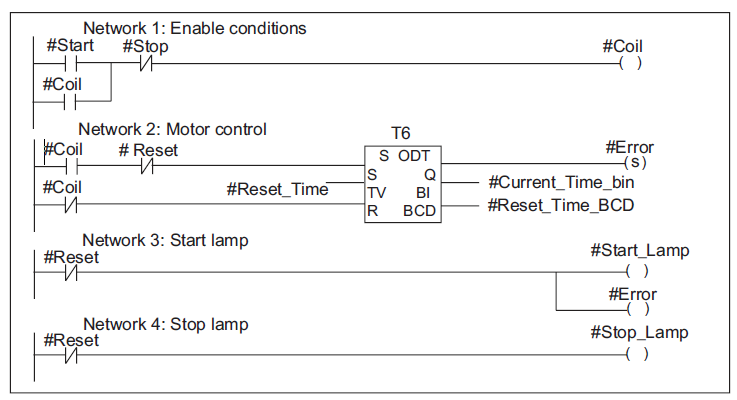 Network 1: Enable conditions
#Start #Stop #Coil
( )
#Coil
Network 2: Motor control
T6
#Coil # Reset S ODT #Error
(s)
S Q #Current_Time_bin
#Coil #Reset_Time TV BI
R BCD #Reset_Time_BCD
Network 3: Start lamp
#Reset #Start_Lamp
( )
#Error
( )
Network 4: Stop lamp
#Reset #Stop_Lamp
( )